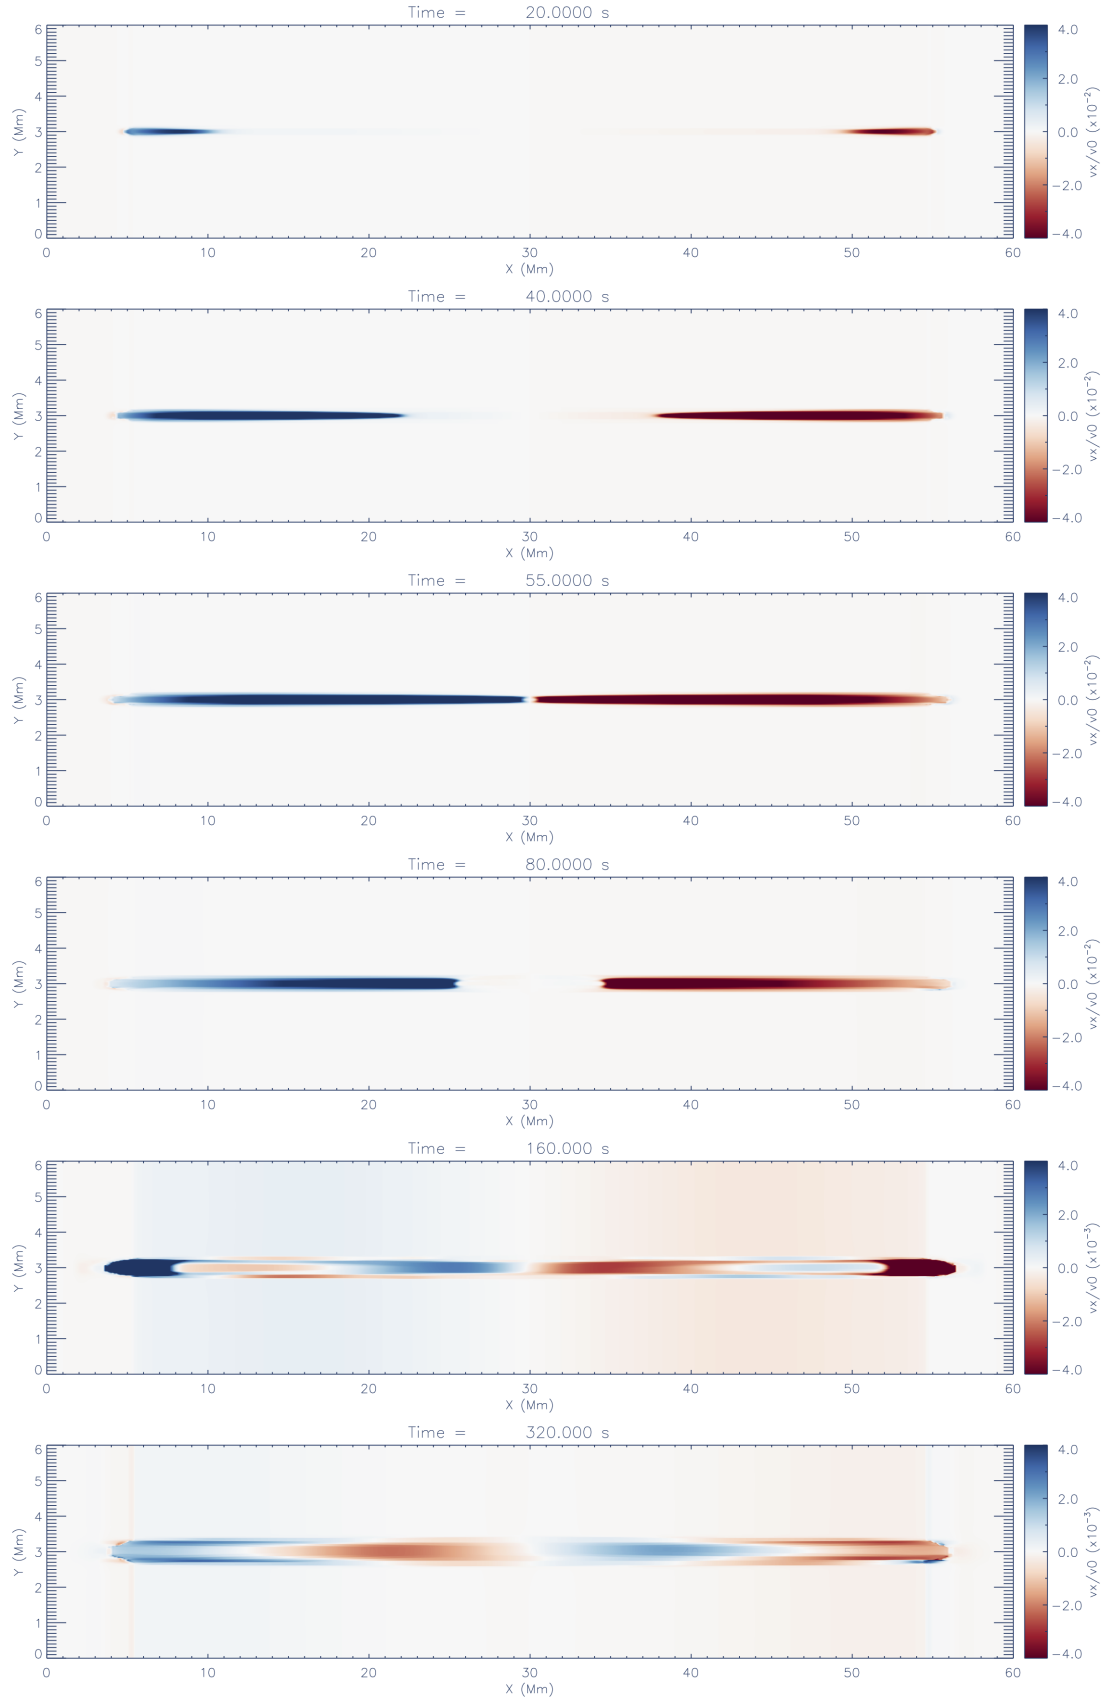 Time = 20.0000 s
6
5
4
3
2
1
0
Y (Mm)
0 10 20 30 40 50 60
X (Mm)
4.0
2.0
0.0
−2.0
−4.0
vx/v0 (x10⁻²)
Time = 40.0000 s
6
5
4
3
2
1
0
Y (Mm)
0 10 20 30 40 50 60
X (Mm)
4.0
2.0
0.0
−2.0
−4.0
vx/v0 (x10⁻²)
Time = 55.0000 s
6
5
4
3
2
1
0
Y (Mm)
0 10 20 30 40 50 60
X (Mm)
4.0
2.0
0.0
−2.0
−4.0
vx/v0 (x10⁻²)
Time = 80.0000 s
6
5
4
3
2
1
0
Y (Mm)
0 10 20 30 40 50 60
X (Mm)
4.0
2.0
0.0
−2.0
−4.0
vx/v0 (x10⁻²)
Time = 160.000 s
6
5
4
3
2
1
0
Y (Mm)
0 10 20 30 40 50 60
X (Mm)
4.0
2.0
0.0
−2.0
−4.0
vx/v0 (x10⁻³)
Time = 320.000 s
6
5
4
3
2
1
0
Y (Mm)
0 10 20 30 40 50 60
X (Mm)
4.0
2.0
0.0
−2.0
−4.0
vx/v0 (x10⁻³)